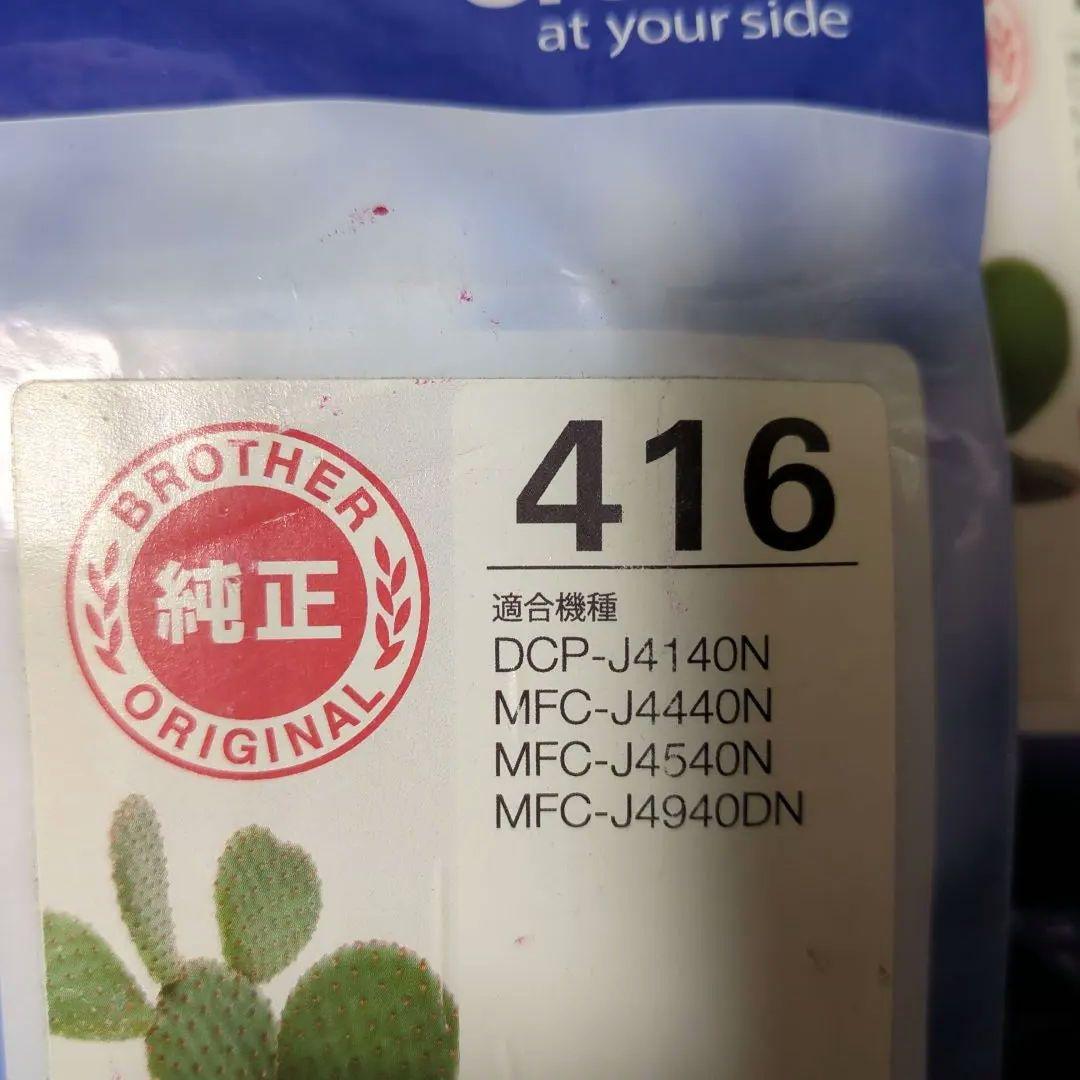 at your side
BROTHER
純正
ORIGINAL
416
適合機種
DCP-J4140N
MFC-J4440N
MFC-J4540N
MFC-J4940DN